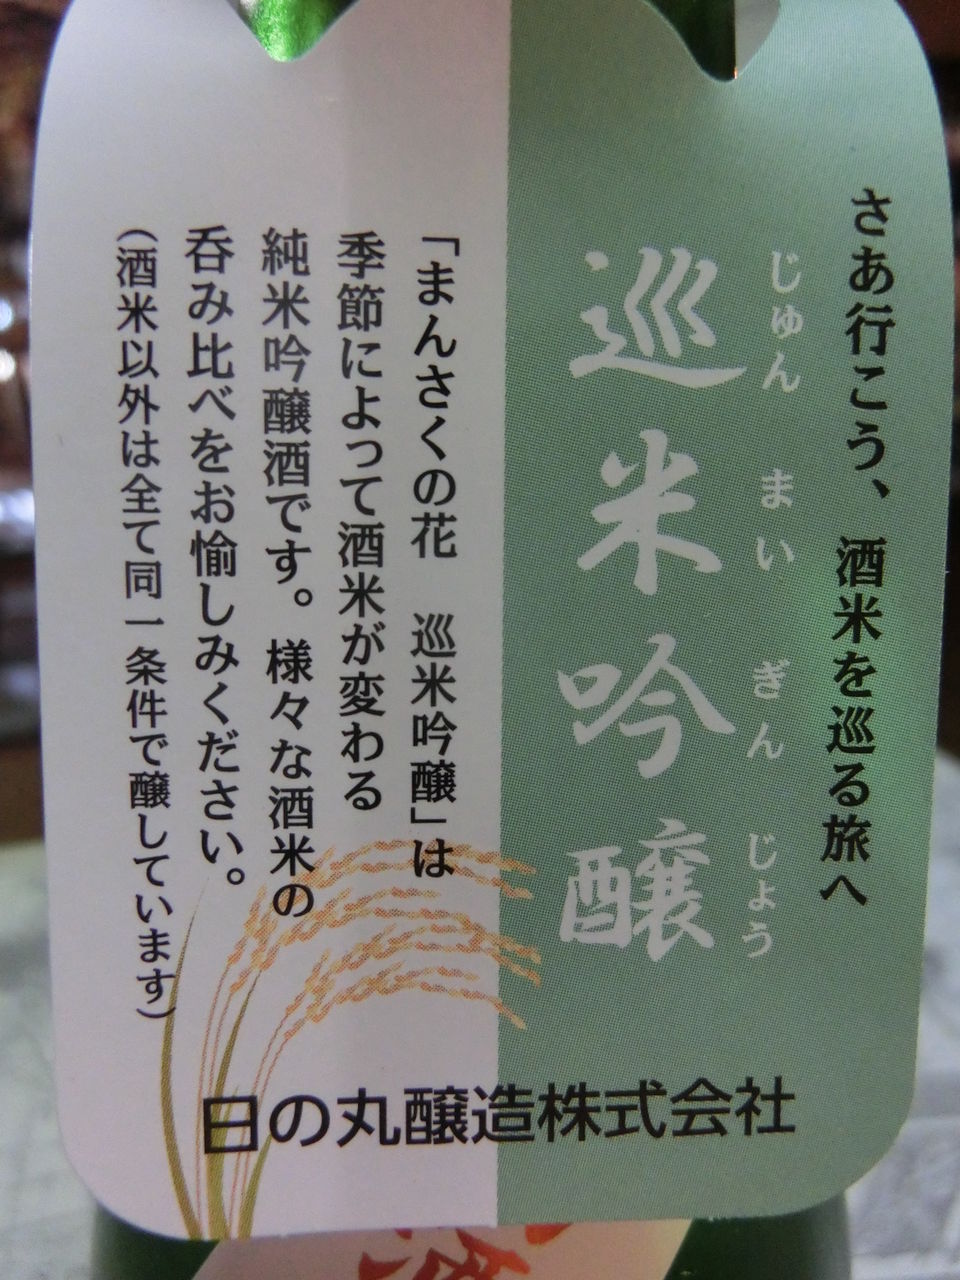 さあ行こう、酒米を巡る旅へ
じゅん まい ぎん じょう
巡米吟醸
「まんさくの花 巡米吟醸」は
季節によって酒米が変わる
純米吟醸酒です。様々な酒米の
呑み比べをお愉しみください。
（酒米以外は全て同一条件で醸しています）
日の丸醸造株式会社